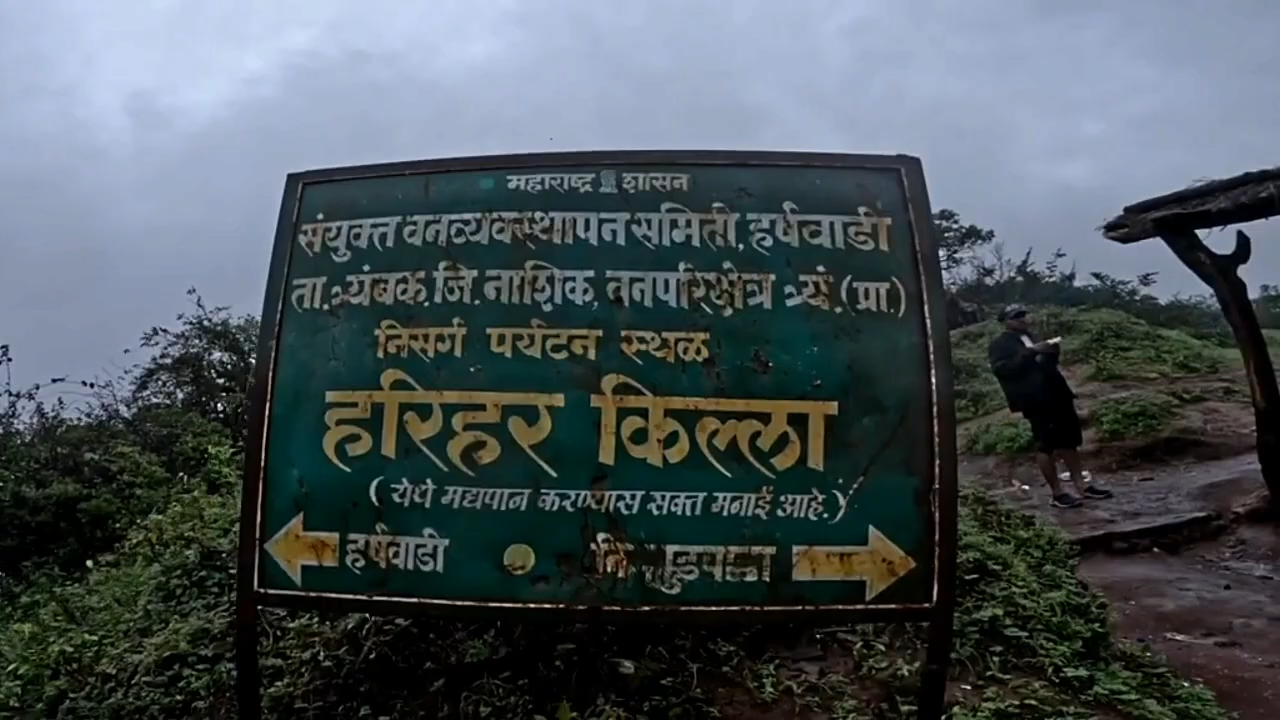 महाराष्ट्र शासन
संयुक्त वनव्यवस्थापन समिती, हर्षवाडी
ता. त्र्यंबक, जि. नाशिक, वनपरिक्षेत्र त्र्यं. (प्रा.)
निसर्ग पर्यटन स्थळ
हरिहर किल्ला
( येथे मद्यपान करण्यास सक्त मनाई आहे. )
हर्षवाडी